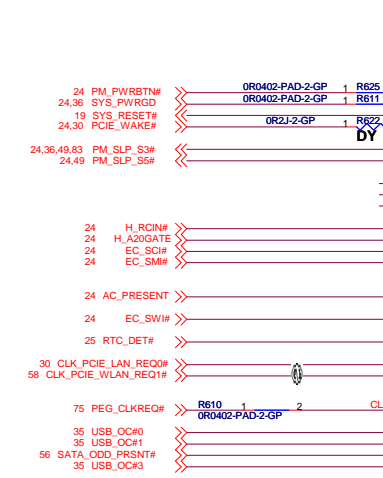 24 PM_PWRBTN# 0R0402-PAD-2-GP 1 R625
24,36 SYS_PWRGD 0R0402-PAD-2-GP 1 R611
19 SYS_RESET#
24,30 PCIE_WAKE# 0R2J-2-GP 1 R622
DY
24,36,49,83 PM_SLP_S3#
24,49 PM_SLP_S5#
24 H_RCIN#
24 H_A20GATE
24 EC_SCI#
24 EC_SMI#
24 AC_PRESENT
24 EC_SWI#
25 RTC_DET#
30 CLK_PCIE_LAN_REQ0#
58 CLK_PCIE_WLAN_REQ1#
75 PEG_CLKREQ# R610 1 2 CL
0R0402-PAD-2-GP
35 USB_OC#0
35 USB_OC#1
56 SATA_ODD_PRSNT#
35 USB_OC#3